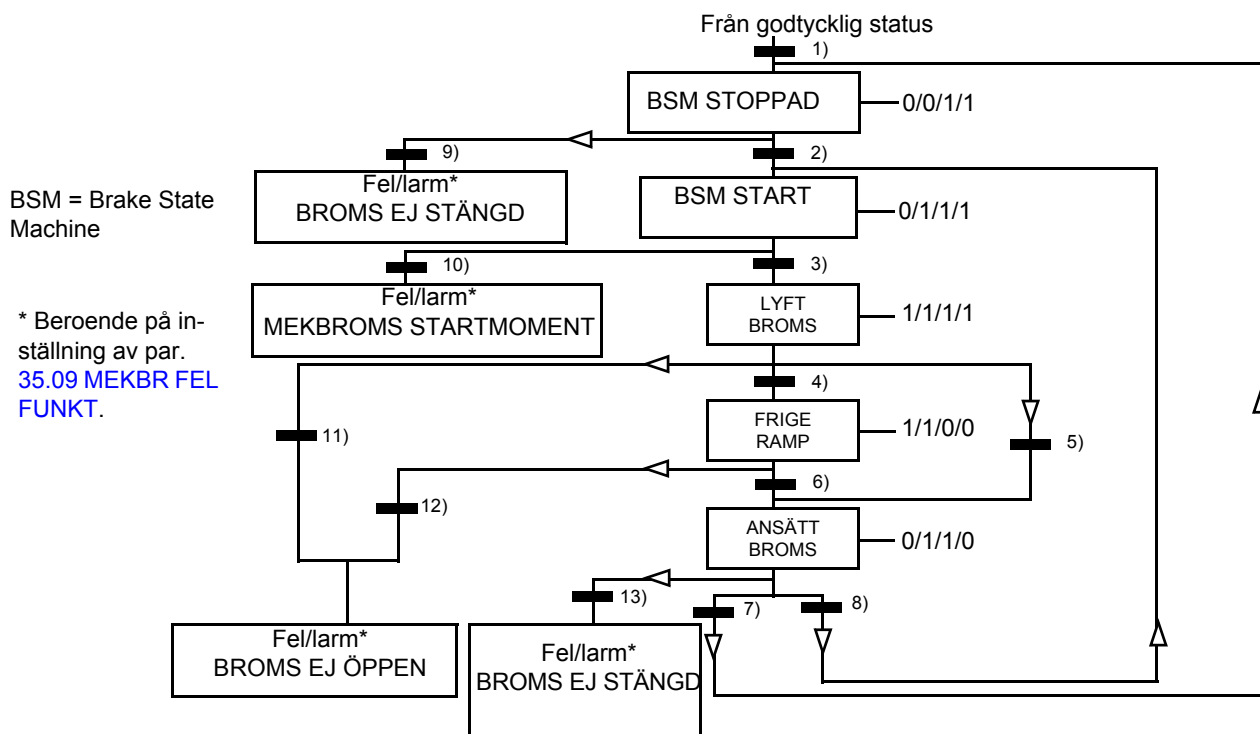 Från godtycklig status
1)
BSM STOPPAD
0/0/1/1
9)
2)
Fel/larm*
BROMS EJ STÄNGD
BSM START
0/1/1/1
BSM = Brake State
Machine
10)
3)
Fel/larm*
MEKBROMS STARTMOMENT
LYFT
BROMS
1/1/1/1
* Beroende på in-
ställning av par.
35.09 MEKBR FEL
FUNKT.
4)
11)
FRIGE
RAMP
1/1/0/0
5)
6)
12)
ANSÄTT
BROMS
0/1/1/0
13)
7)
8)
Fel/larm*
BROMS EJ ÖPPEN
Fel/larm*
BROMS EJ STÄNGD